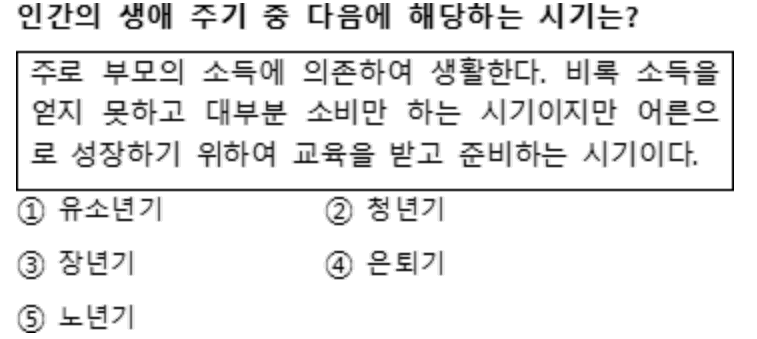 인간의 생애 주기 중 다음에 해당하는 시기는?
주로 부모의 소득에 의존하여 생활한다. 비록 소득을
얻지 못하고 대부분 소비만 하는 시기이지만 어른으
로 성장하기 위하여 교육을 받고 준비하는 시기이다.
① 유소년기 ② 청년기
③ 장년기 ④ 은퇴기
⑤ 노년기